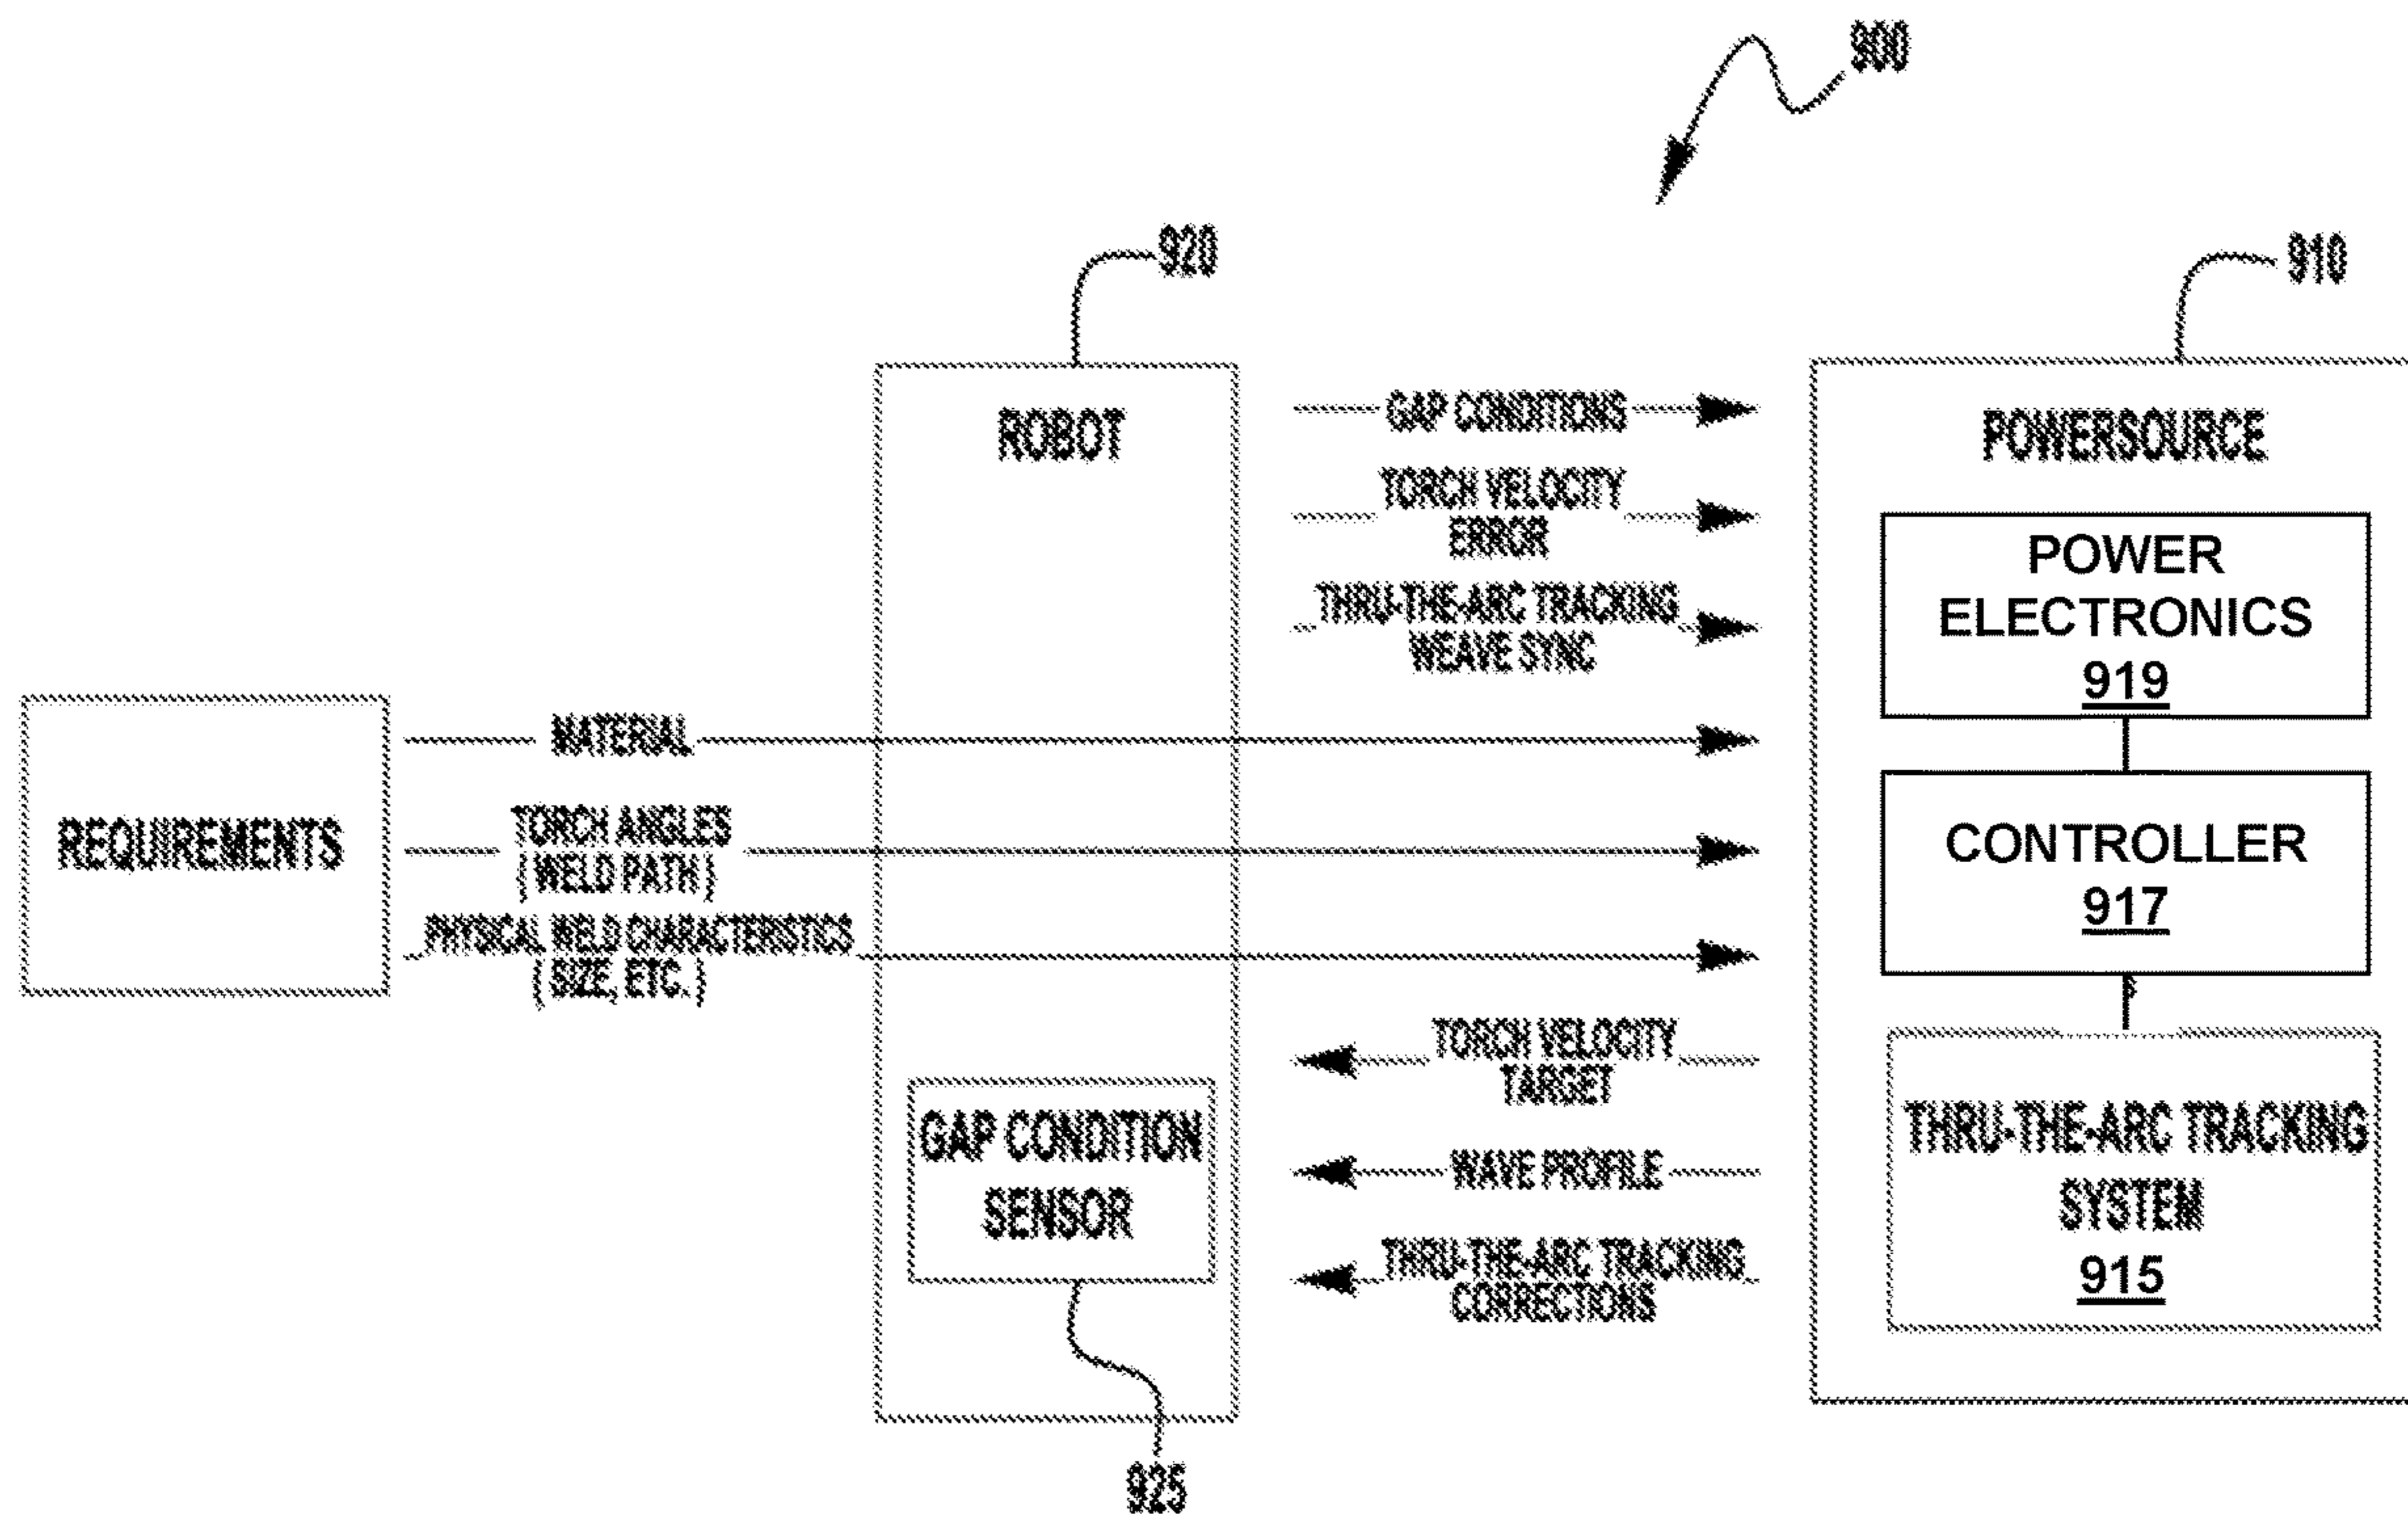 900
920
910
ROBOT
GAP CONDITIONS
POWERSOURCE
TORCH VELOCITY
ERROR
POWER
ELECTRONICS
919
THRU-THE-ARC TRACKING
WEAVE SYNC
MATERIAL
REQUIREMENTS
TORCH ANGLES
( WELD PATH )
CONTROLLER
917
PHYSICAL WELD CHARACTERISTICS
( SIZE, ETC. )
TORCH VELOCITY
TARGET
GAP CONDITION
SENSOR
WAVE PROFILE
THRU-THE-ARC TRACKING
SYSTEM
915
THRU-THE-ARC TRACKING
CORRECTIONS
925